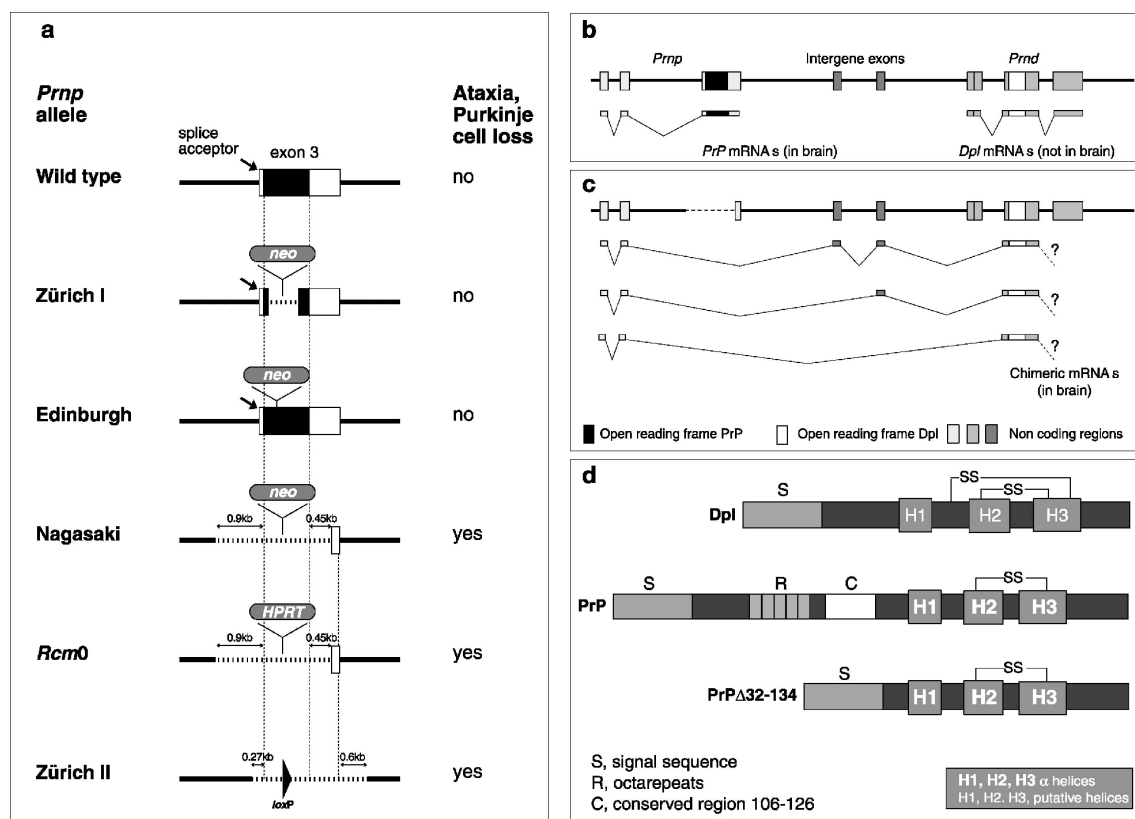 a
Prnp
allele
Ataxia,
Purkinje
cell loss
splice
acceptor
exon 3
Wild type
no
neo
Zürich I
no
neo
Edinburgh
no
neo
0.9kb
0.45kb
Nagasaki
yes
HPRT
0.9kb
0.45kb
Rcm0
yes
0.27kb
0.6kb
Zürich II
yes
loxP
b
Prnp
Intergene exons
Prnd
PrP mRNA s (in brain)
Dpl mRNA s (not in brain)
c
?
?
?
Chimeric mRNA s
(in brain)
Open reading frame PrP
Open reading frame Dpl
Non coding regions
d
S
SS
SS
Dpl
H1
H2
H3
S
R
C
SS
PrP
H1
H2
H3
S
SS
PrPΔ32-134
H1
H2
H3
S, signal sequence
R, octarepeats
C, conserved region 106-126
H1, H2, H3 α helices
H1, H2. H3, putative helices